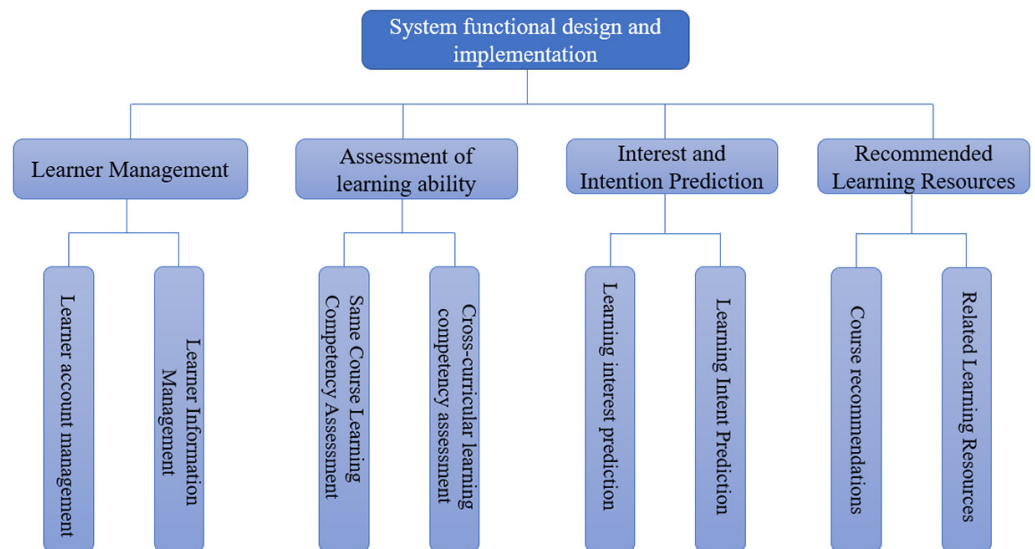 System functional design and
implementation
Learner Management
Assessment of
learning ability
Interest and
Intention Prediction
Recommended
Learning Resources
Learner account management
Learner Information
Management
Same Course Learning
Competency Assessment
Cross-curricular learning
competency assessment
Learning interest prediction
Learning Intent Prediction
Course recommendations
Related Learning Resources